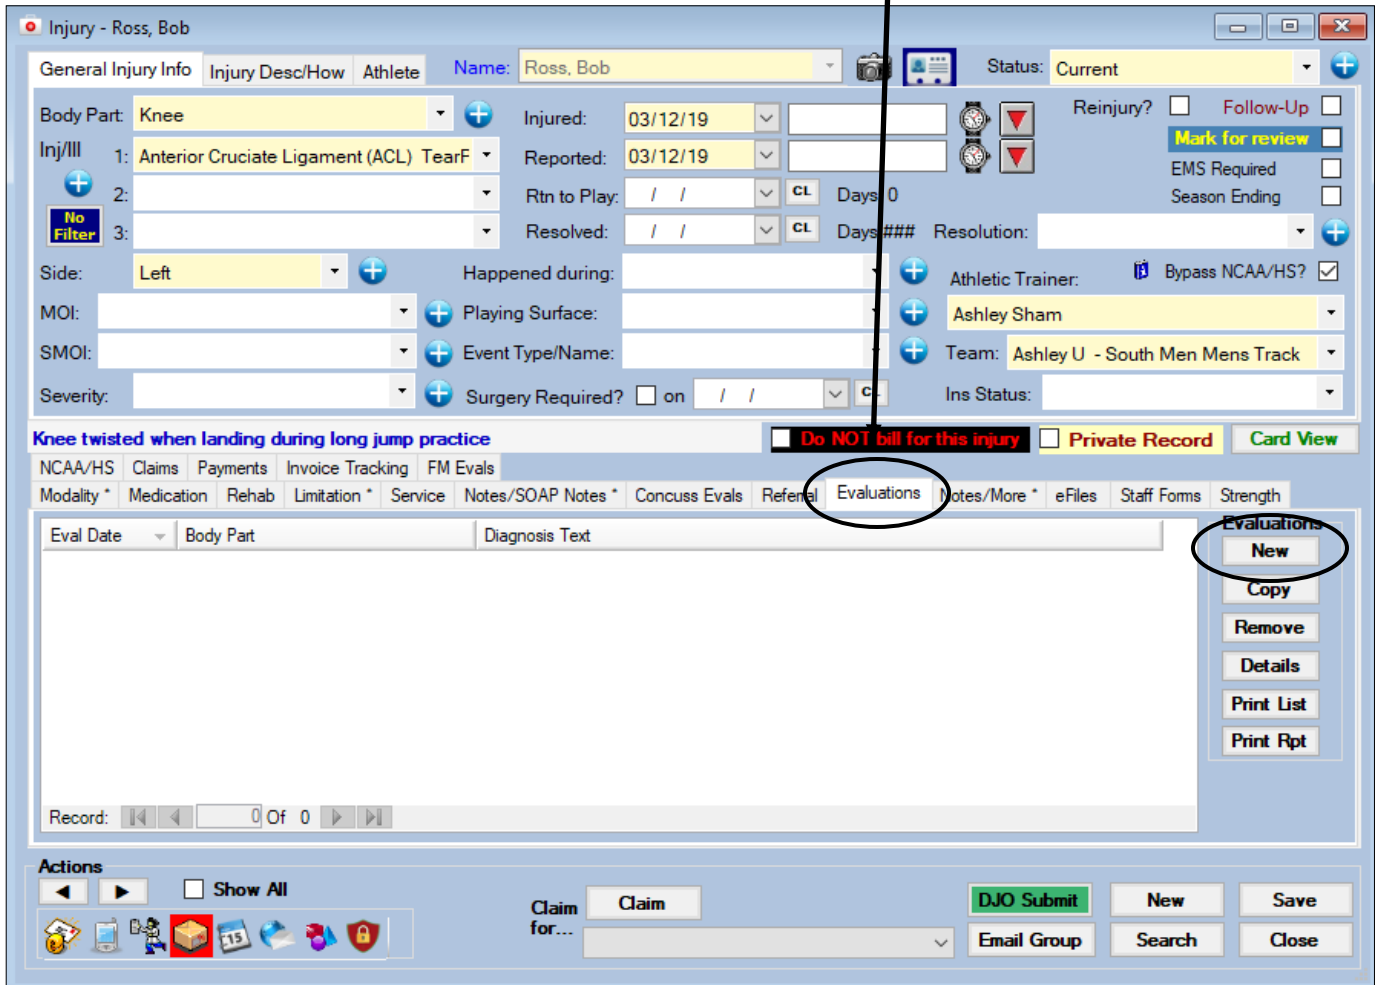 Injury - Ross, Bob
General Injury Info Injury Desc/How Athlete Name: Ross, Bob Status: Current
Body Part: Knee Injured: 03/12/19 Reinjury? Follow-Up
Mark for review
Inj/Ill 1: Anterior Cruciate Ligament (ACL) TearF Reported: 03/12/19 EMS Required
2: Rtn to Play: / / CL Days 0 Season Ending
No Filter 3: Resolved: / / CL Days ### Resolution:
Side: Left Happened during: Athletic Trainer: Bypass NCAA/HS?
MOI: Playing Surface: Ashley Sham
SMOI: Event Type/Name: Team: Ashley U - South Men Mens Track
Severity: Surgery Required? on / / CL Ins Status:
Knee twisted when landing during long jump practice Do NOT bill for this injury Private Record Card View
NCAA/HS Claims Payments Invoice Tracking FM Evals
Modality * Medication Rehab Limitation * Service Notes/SOAP Notes * Concuss Evals Referral Evaluations Notes/More * eFiles Staff Forms Strength
Eval Date Body Part Diagnosis Text Evaluations
New
Copy
Remove
Details
Print List
Print Rpt
Record: 0 Of 0
Actions
Show All
Claim for... Claim DJO Submit New Save
15
Email Group Search Close